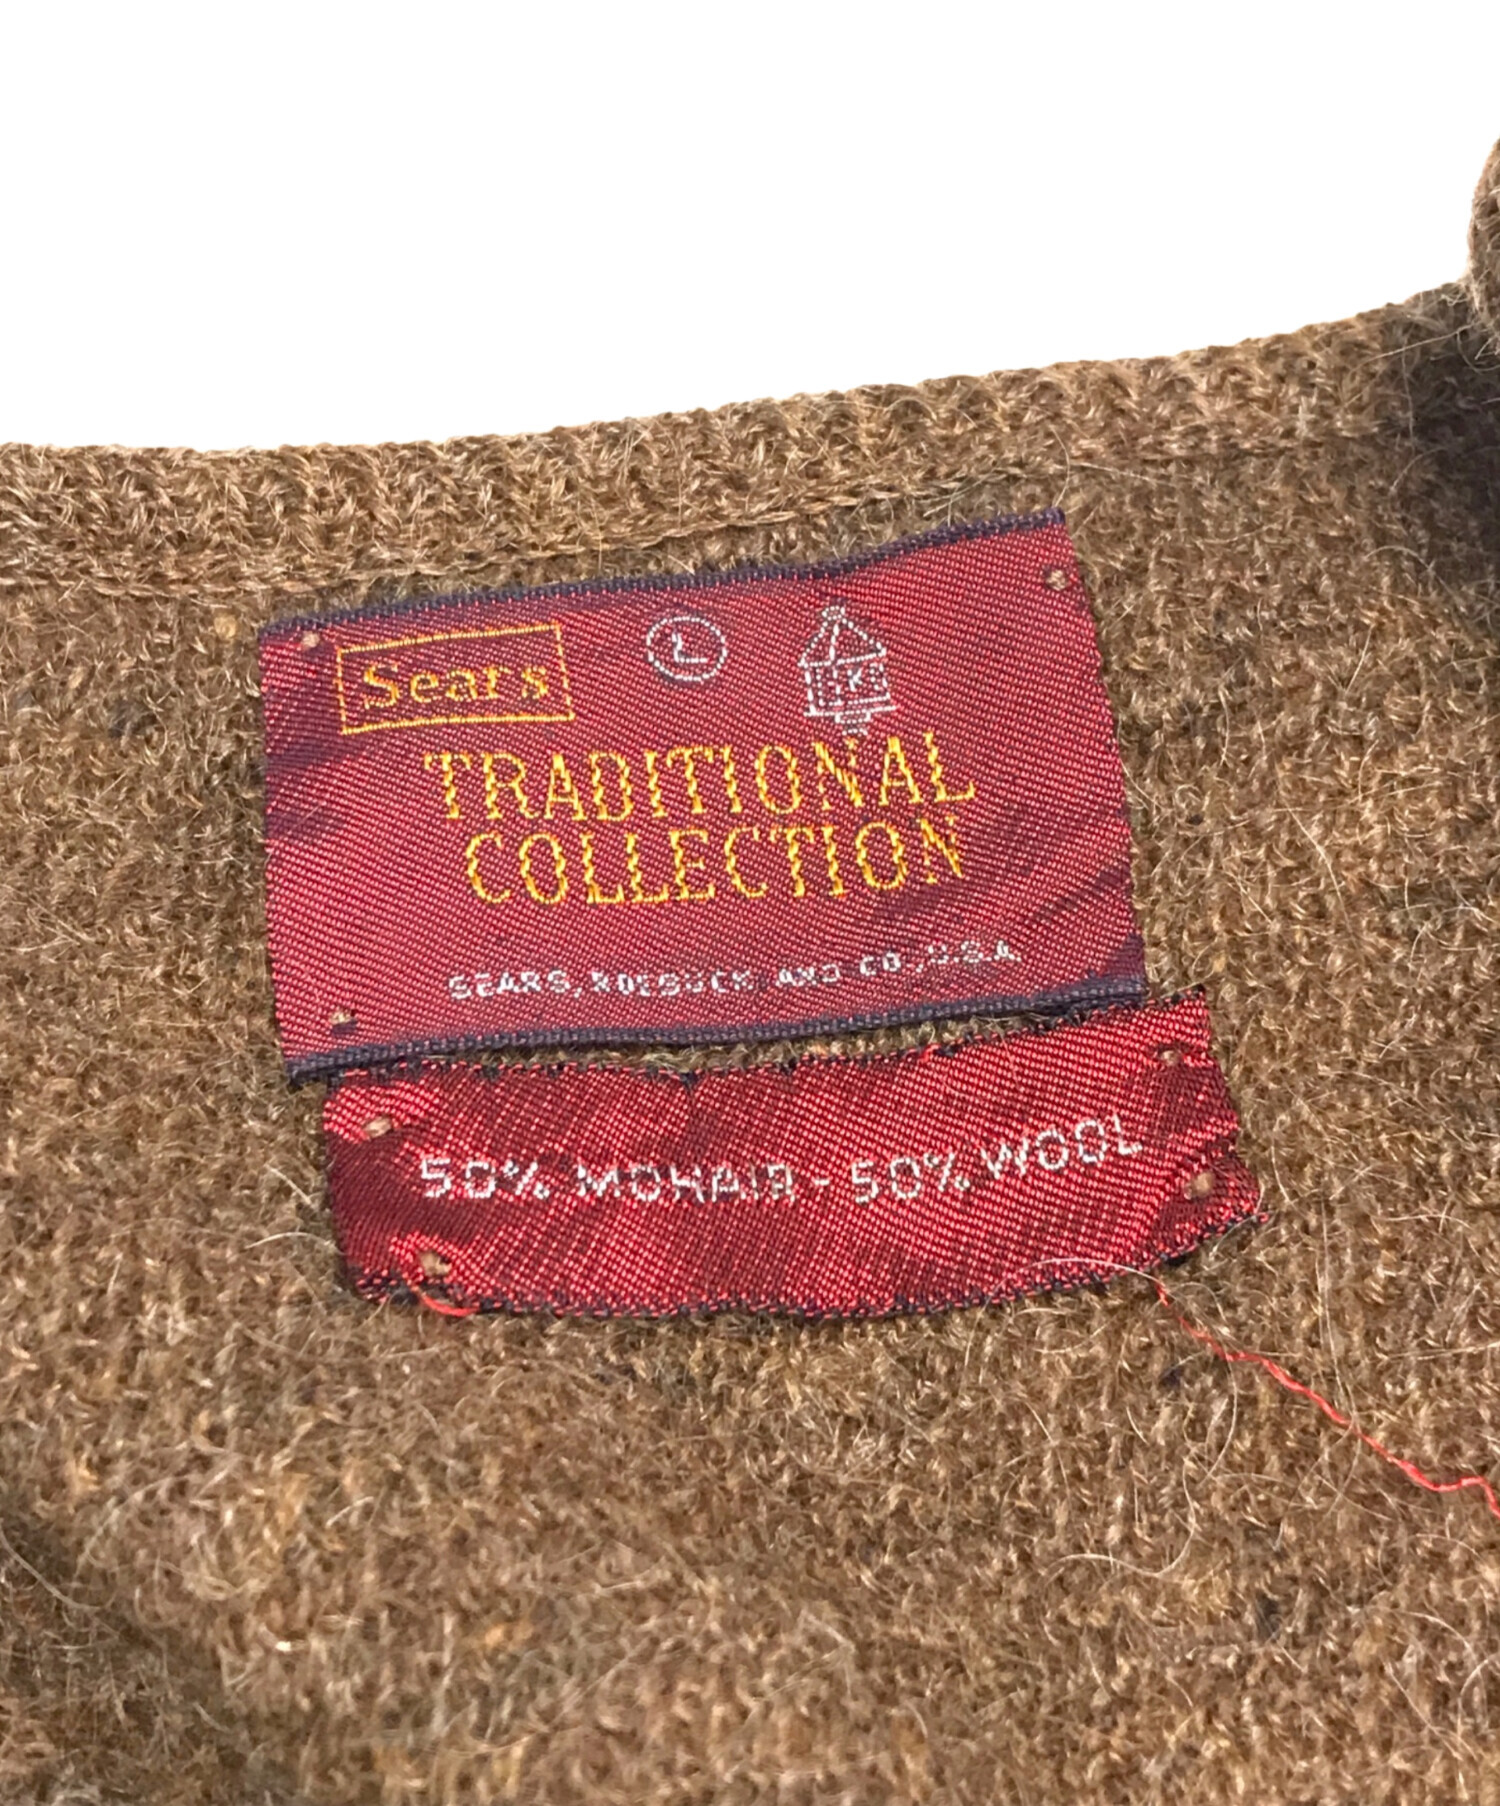 Sears L
TRADITIONAL
COLLECTION
SEARS, ROEBUCK AND CO., U.S.A.
50% MOHAIR - 50% WOOL